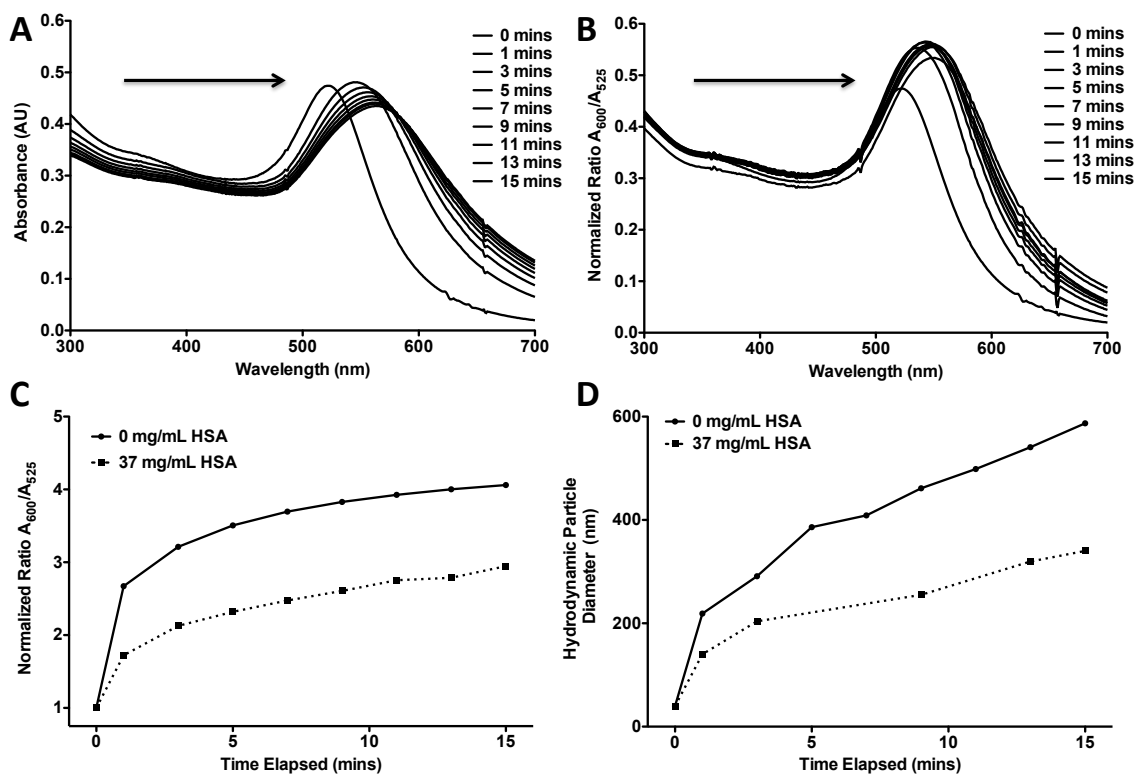 A
0.6
0.5
0.4
0.3
0.2
0.1
0.0
Absorbance (AU)
300
400
500
600
700
Wavelength (nm)
0 mins
1 mins
3 mins
5 mins
7 mins
9 mins
11 mins
13 mins
15 mins
B
0.6
0.5
0.4
0.3
0.2
0.1
0.0
Normalized Ratio A600/A525
300
400
500
600
700
Wavelength (nm)
0 mins
1 mins
3 mins
5 mins
7 mins
9 mins
11 mins
13 mins
15 mins
C
5
4
3
2
1
Normalized Ratio A600/A525
0 mg/mL HSA
37 mg/mL HSA
0
5
10
15
Time Elapsed (mins)
D
600
400
200
0
Hydrodynamic Particle
Diameter (nm)
0 mg/mL HSA
37 mg/mL HSA
0
5
10
15
Time Elapsed (mins)